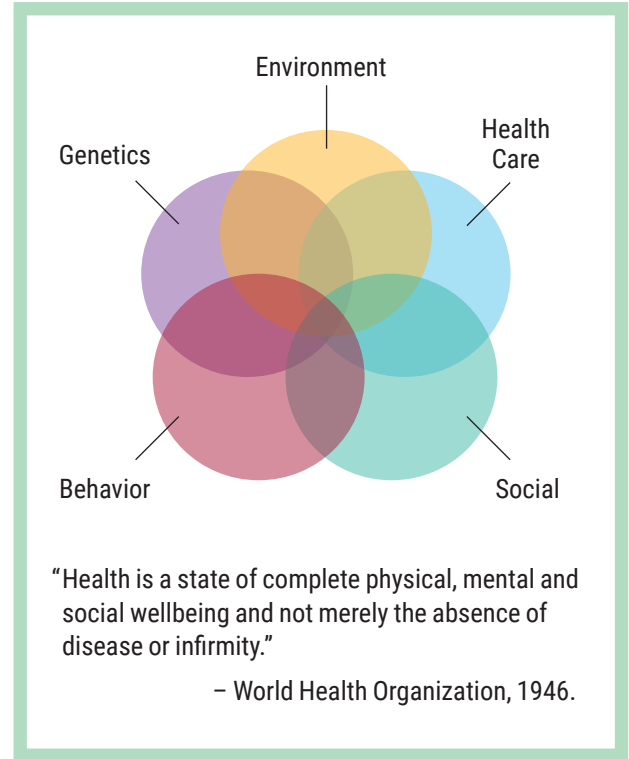 Environment
Genetics
Health
Care
Behavior
Social
“Health is a state of complete physical, mental and
social wellbeing and not merely the absence of
disease or infirmity.”
– World Health Organization, 1946.